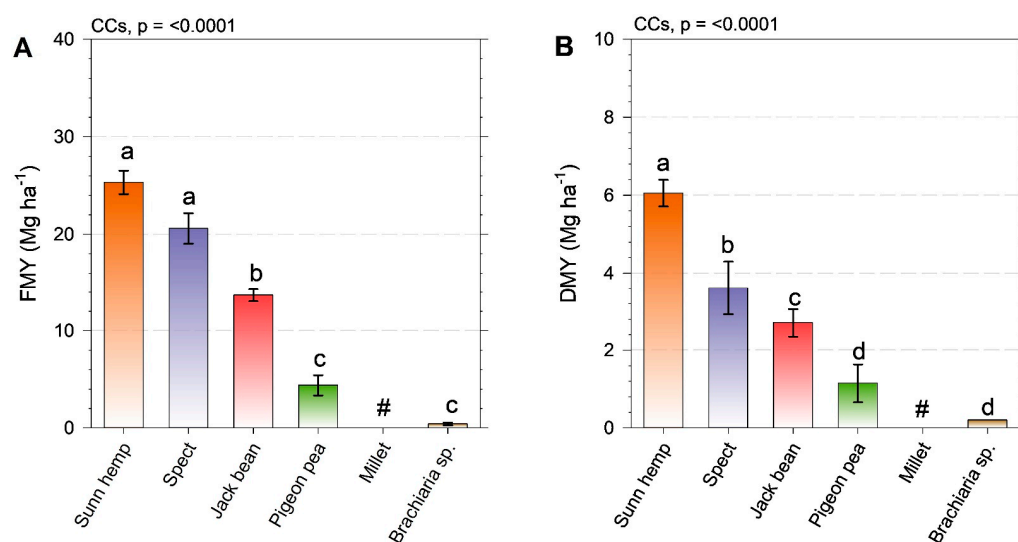 A
CCs, p = <0.0001
FMY (Mg ha⁻¹)
40
30
20
10
0
a
a
b
c
#
c
Sunn hemp
Spect
Jack bean
Pigeon pea
Millet
Brachiaria sp.
B
CCs, p = <0.0001
DMY (Mg ha⁻¹)
10
8
6
4
2
0
a
b
c
d
#
d
Sunn hemp
Spect
Jack bean
Pigeon pea
Millet
Brachiaria sp.